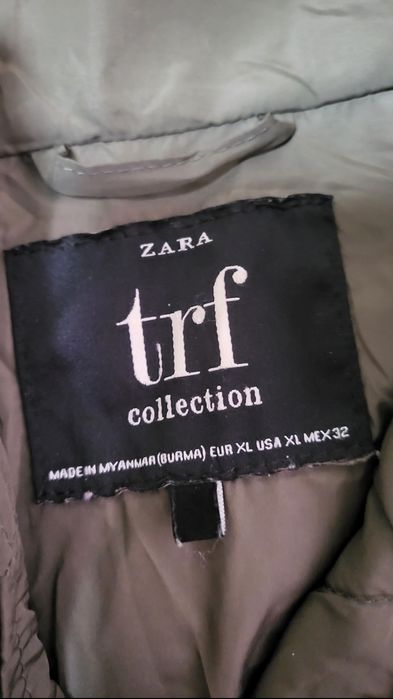 ZARA
trf
collection
MADE IN MYANMAR (BURMA) EUR XL USA XL MEX 32